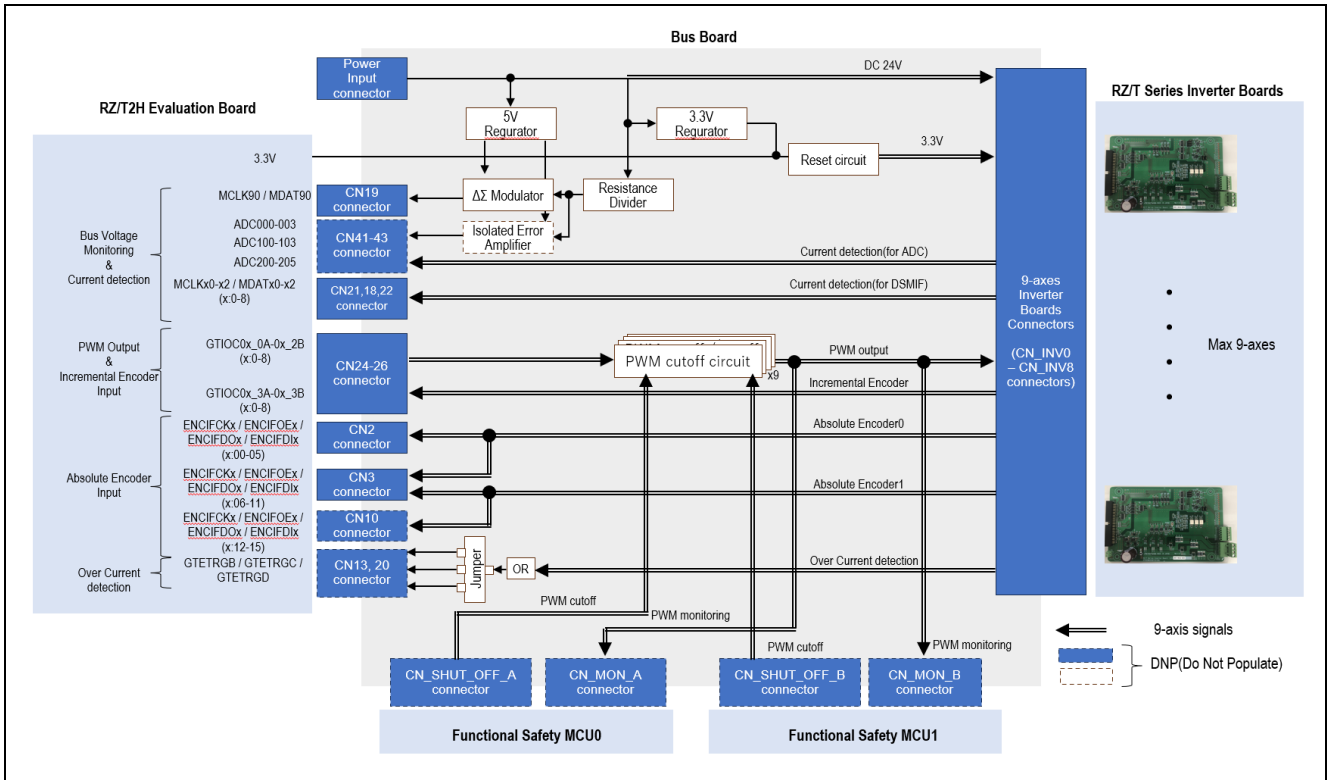 Bus Board
Power
Input
connector
DC 24V
RZ/T2H Evaluation Board
RZ/T Series Inverter Boards
5V
Regurator
3.3V
Regurator
3.3V
Reset circuit
3.3V
MCLK90 / MDAT90
CN19
connector
ΔΣ Modulator
Resistance
Divider
Bus Voltage
Monitoring
&
Current detection
ADC000-003
ADC100-103
ADC200-205
CN41-43
connector
Isolated Error
Amplifier
Current detection(for ADC)
MCLKx0-x2 / MDATx0-x2
(x:0-8)
CN21,18,22
connector
Current detection(for DSMIF)
9-axes
Inverter
Boards
Connectors
(CN_INV0
– CN_INV8
connectors)
Max 9-axes
PWM Output
&
Incremental Encoder
Input
GTIOC0x_0A-0x_2B
(x:0-8)
GTIOC0x_3A-0x_3B
(x:0-8)
CN24-26
connector
PWM cutoff circuit
x9
PWM output
Incremental Encoder
Absolute Encoder
Input
ENCIFCKx / ENCIFOEx /
ENCIFDOx / ENCIFDIx
(x:00-05)
CN2
connector
Absolute Encoder0
ENCIFCKx / ENCIFOEx /
ENCIFDOx / ENCIFDIx
(x:06-11)
CN3
connector
Absolute Encoder1
ENCIFCKx / ENCIFOEx /
ENCIFDOx / ENCIFDIx
(x:12-15)
CN10
connector
Over Current
detection
GTETRGB / GTETRGC /
GTETRGD
CN13, 20
connector
Jumper
OR
Over Current detection
PWM cutoff
PWM monitoring
PWM cutoff
PWM monitoring
9-axis signals
DNP(Do Not Populate)
CN_SHUT_OFF_A
connector
CN_MON_A
connector
CN_SHUT_OFF_B
connector
CN_MON_B
connector
Functional Safety MCU0
Functional Safety MCU1